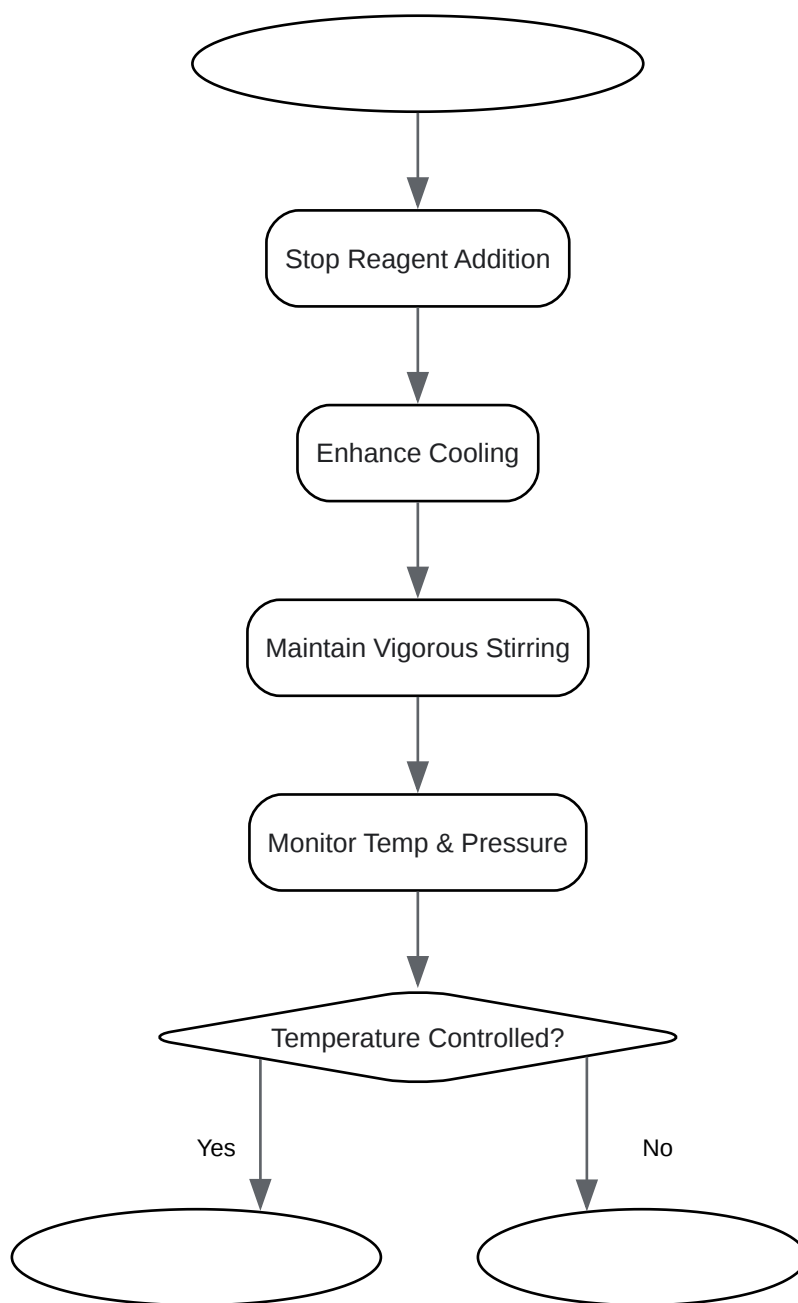 Stop Reagent Addition
Enhance Cooling
Maintain Vigorous Stirring
Monitor Temp & Pressure
Temperature Controlled?
Yes
No